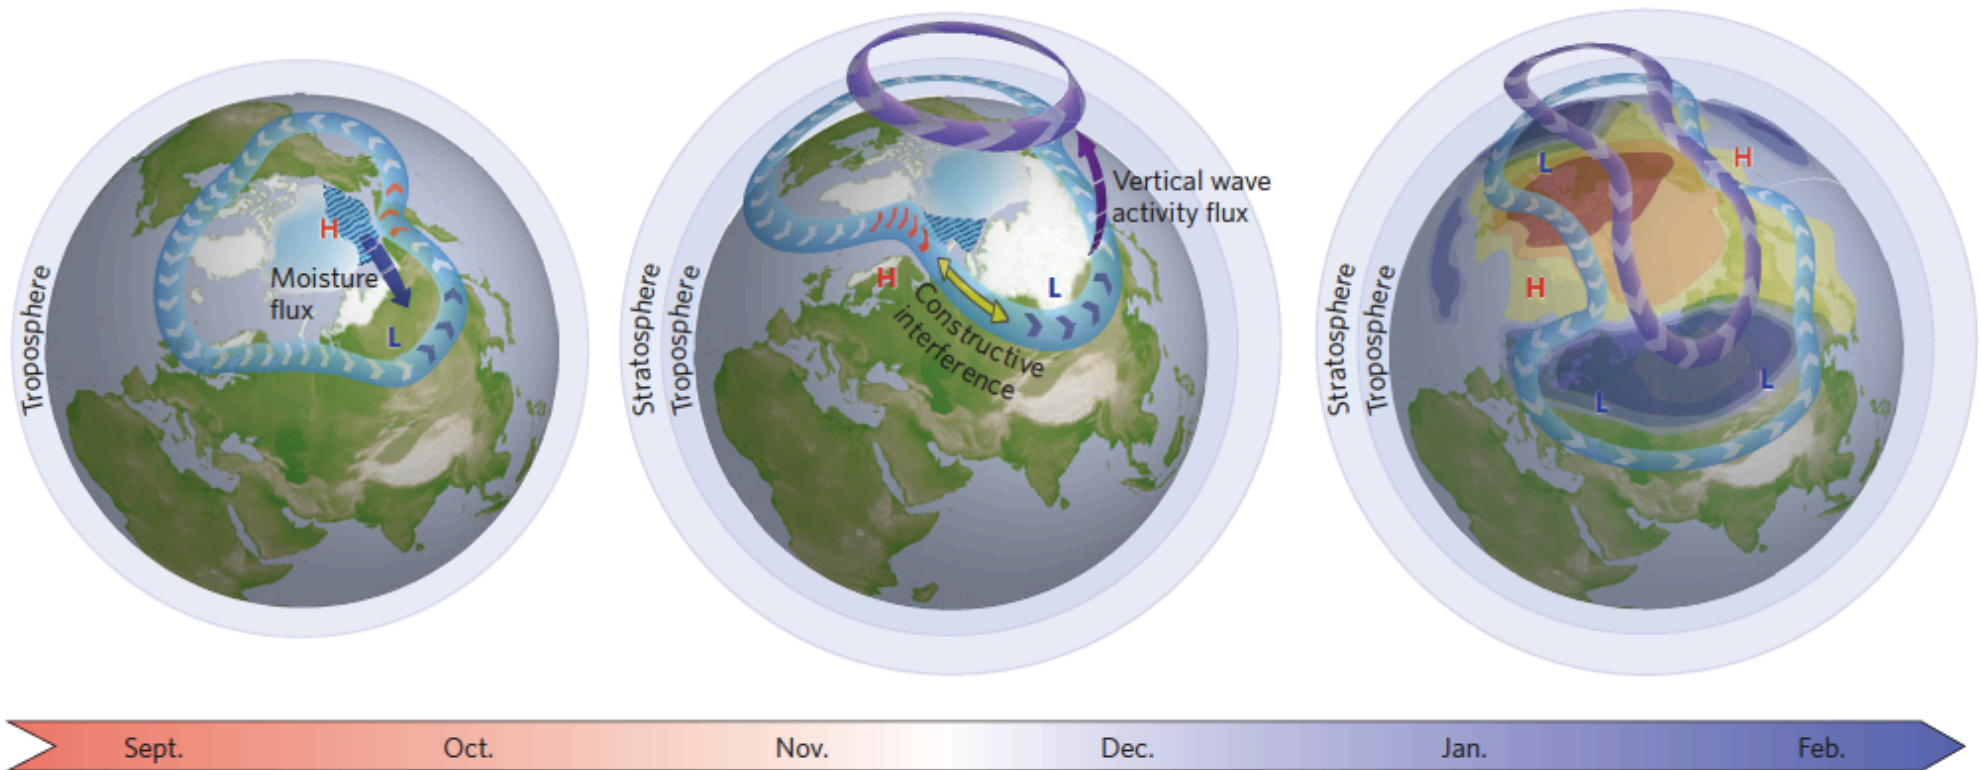 Troposphere
H
Moisture
flux
L
Stratosphere
Troposphere
Vertical wave
activity flux
H
L
Constructive
interference
Stratosphere
Troposphere
L
H
H
L
L
Sept.
Oct.
Nov.
Dec.
Jan.
Feb.